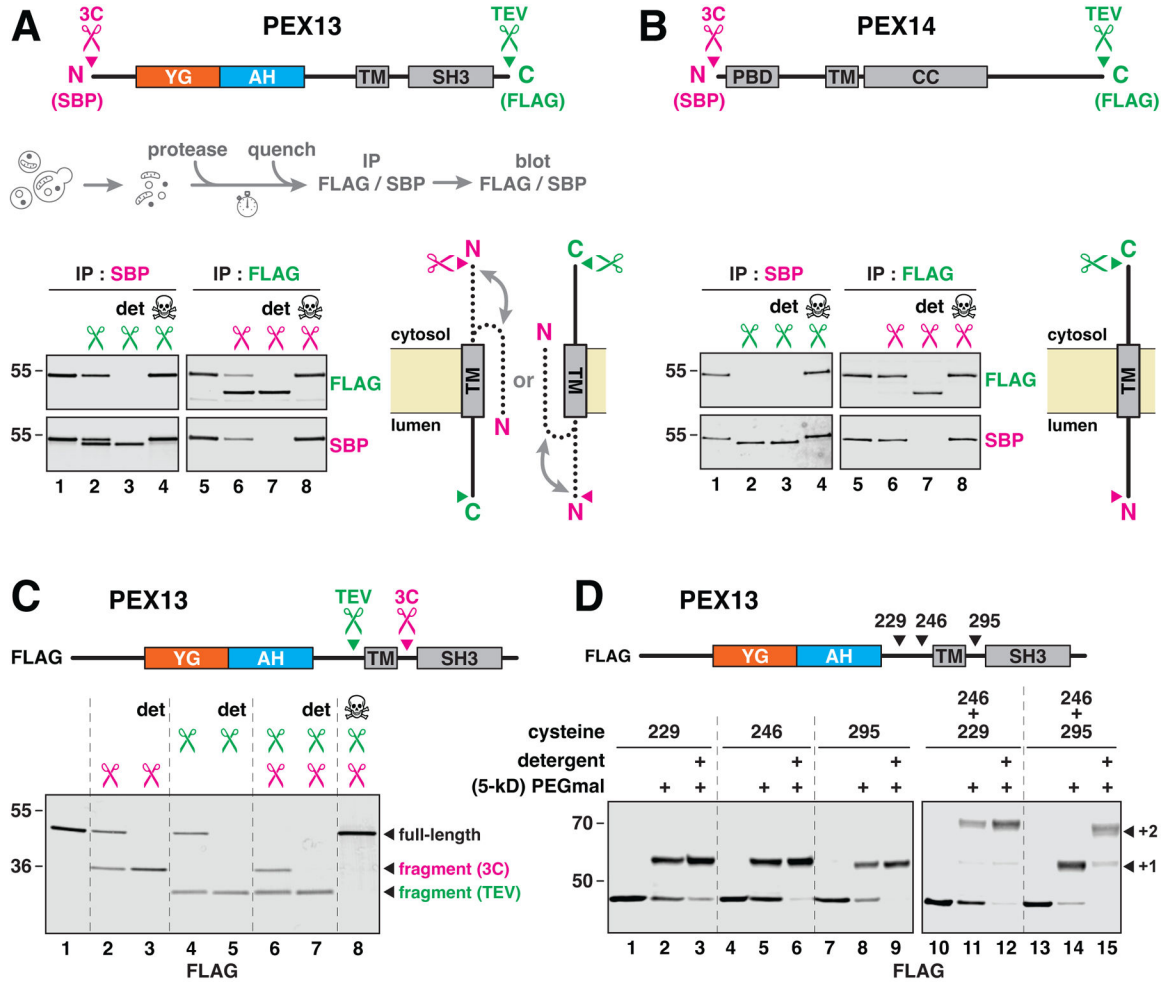 A
3C
PEX13
TEV
N
YG
AH
TM
SH3
C
(SBP)
(FLAG)
protease
quench
IP
FLAG / SBP
blot
FLAG / SBP
IP : SBP
IP : FLAG
det
det
55
FLAG
55
SBP
1 2 3 4 5 6 7 8
N
C
cytosol
N
TM
or
TM
lumen
N
C
N
B
3C
PEX14
TEV
N
PBD
TM
CC
C
(SBP)
(FLAG)
IP : SBP
IP : FLAG
det
det
55
FLAG
55
SBP
1 2 3 4 5 6 7 8
C
cytosol
TM
lumen
N
C
PEX13
TEV
3C
FLAG
YG
AH
TM
SH3
det
det
det
55
full-length
36
fragment (3C)
fragment (TEV)
1 2 3 4 5 6 7 8
FLAG
D
PEX13
229
246
295
FLAG
YG
AH
TM
SH3
246
+
229
246
+
295
cysteine
229
246
295
detergent
+ + + + +
(5-kD) PEGmal
+ + + + + + + + + +
70
+2
+1
50
1 2 3 4 5 6 7 8 9 10 11 12 13 14 15
FLAG